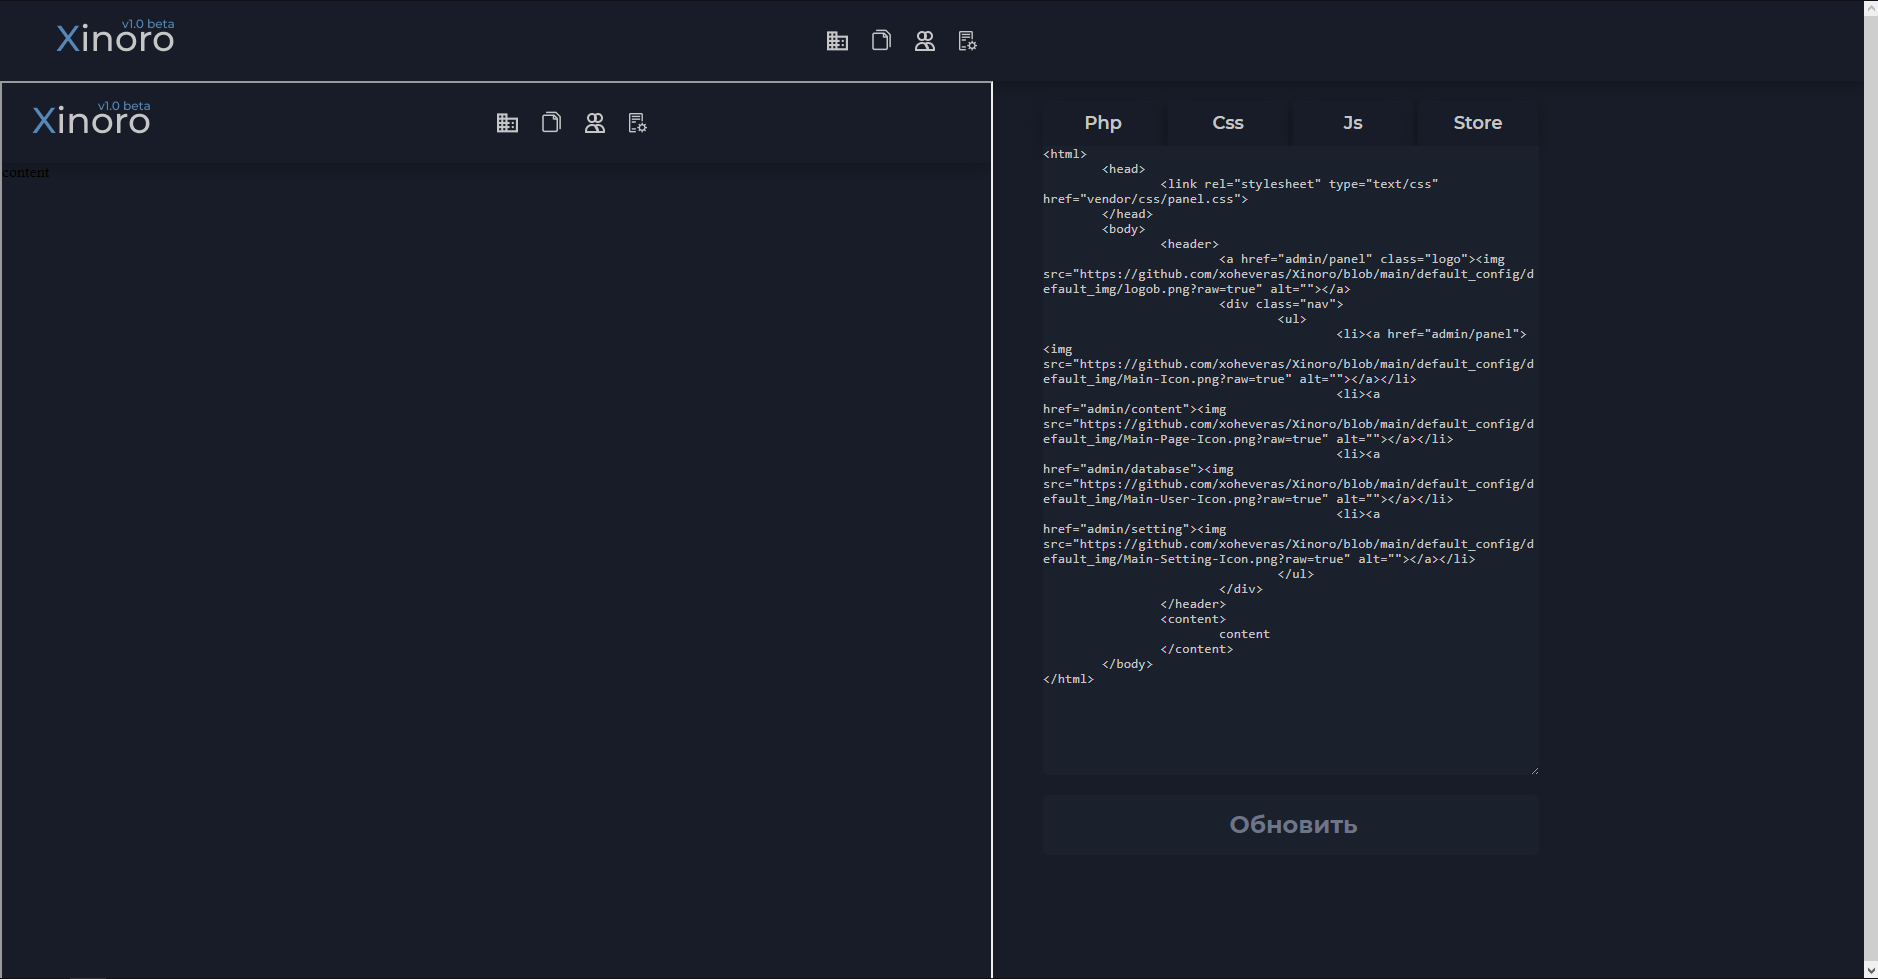 v1.0 beta
Xinoro
v1.0 beta
Xinoro
content
Php Css Js Store
<html>
<head>
<link rel="stylesheet" type="text/css"
href="vendor/css/panel.css">
</head>
<body>
<header>
<a href="admin/panel" class="logo"><img
src="https://github.com/xoheveras/Xinoro/blob/main/default_config/d
efault_img/logob.png?raw=true" alt=""></a>
<div class="nav">
<ul>
<li><a href="admin/panel">
<img
src="https://github.com/xoheveras/Xinoro/blob/main/default_config/d
efault_img/Main-Icon.png?raw=true" alt=""></a></li>
<li><a
href="admin/content"><img
src="https://github.com/xoheveras/Xinoro/blob/main/default_config/d
efault_img/Main-Page-Icon.png?raw=true" alt=""></a></li>
<li><a
href="admin/database"><img
src="https://github.com/xoheveras/Xinoro/blob/main/default_config/d
efault_img/Main-User-Icon.png?raw=true" alt=""></a></li>
<li><a
href="admin/setting"><img
src="https://github.com/xoheveras/Xinoro/blob/main/default_config/d
efault_img/Main-Setting-Icon.png?raw=true" alt=""></a></li>
</ul>
</div>
</header>
<content>
content
</content>
</body>
</html>
Обновить